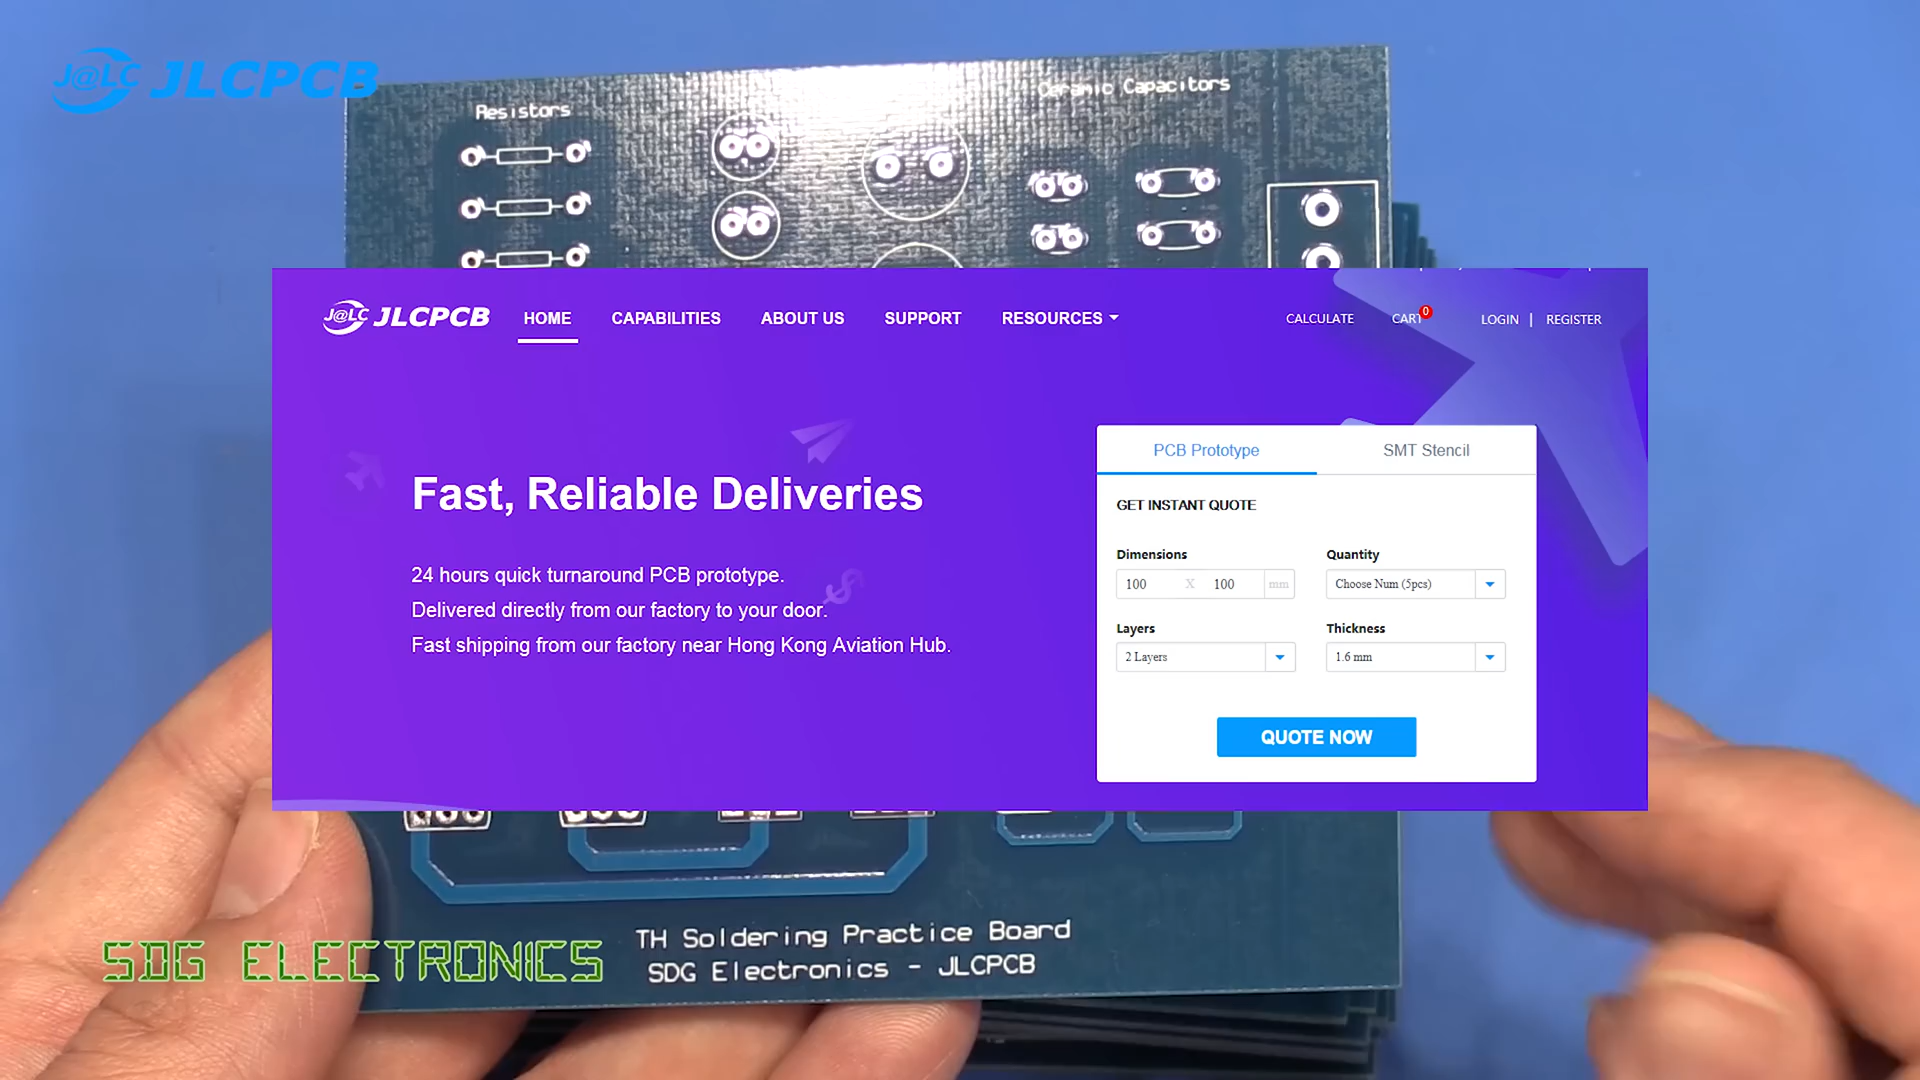 J@LC JLCPCB
Resistors
Ceramic Capacitors
J@LC JLCPCB
HOME
CAPABILITIES
ABOUT US
SUPPORT
RESOURCES
CALCULATE
CART
0
LOGIN | REGISTER
Fast, Reliable Deliveries
24 hours quick turnaround PCB prototype.
Delivered directly from our factory to your door.
Fast shipping from our factory near Hong Kong Aviation Hub.
PCB Prototype
SMT Stencil
GET INSTANT QUOTE
Dimensions
100 X 100 mm
Quantity
Choose Num (5pcs)
Layers
2 Layers
Thickness
1.6 mm
QUOTE NOW
SDG ELECTRONICS
TH Soldering Practice Board
SDG Electronics - JLCPCB